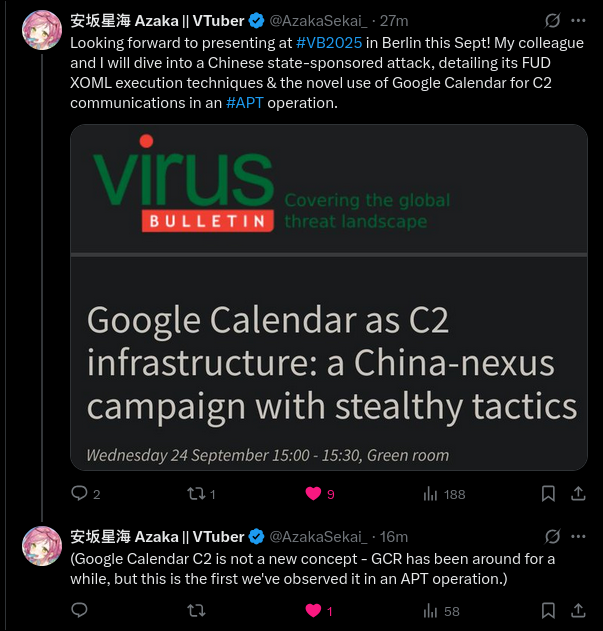 安坂星海 Azaka || VTuber @AzakaSekai_ · 27m
Looking forward to presenting at #VB2025 in Berlin this Sept! My colleague
and I will dive into a Chinese state-sponsored attack, detailing its FUD
XOML execution techniques & the novel use of Google Calendar for C2
communications in an #APT operation.
virus
BULLETIN
Covering the global
threat landscape
Google Calendar as C2
infrastructure: a China-nexus
campaign with stealthy tactics
Wednesday 24 September 15:00 - 15:30, Green room
2 1 9 188
安坂星海 Azaka || VTuber @AzakaSekai_ · 16m
(Google Calendar C2 is not a new concept - GCR has been around for a
while, but this is the first we've observed it in an APT operation.)
1 58